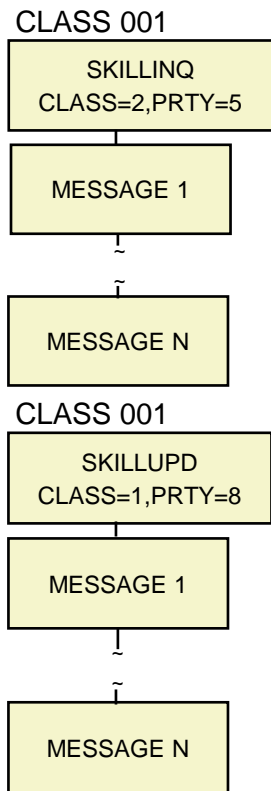 CLASS 001
SKILLINQ
CLASS=2,PRTY=5
MESSAGE 1
~
~
MESSAGE N
CLASS 001
SKILLUPD
CLASS=1,PRTY=8
MESSAGE 1
~
~
MESSAGE N